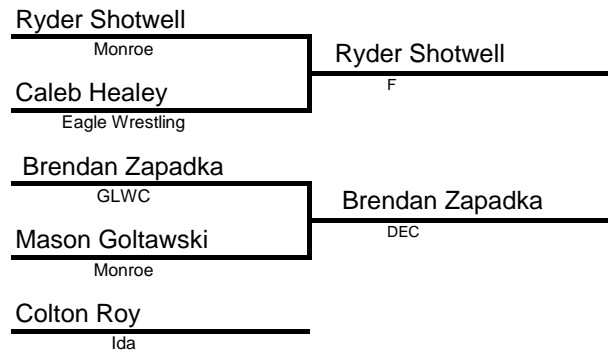 Ryder Shotwell
Monroe
Ryder Shotwell
F
Caleb Healey
Eagle Wrestling
Brendan Zapadka
GLWC
Brendan Zapadka
DEC
Mason Goltawski
Monroe
Colton Roy
Ida